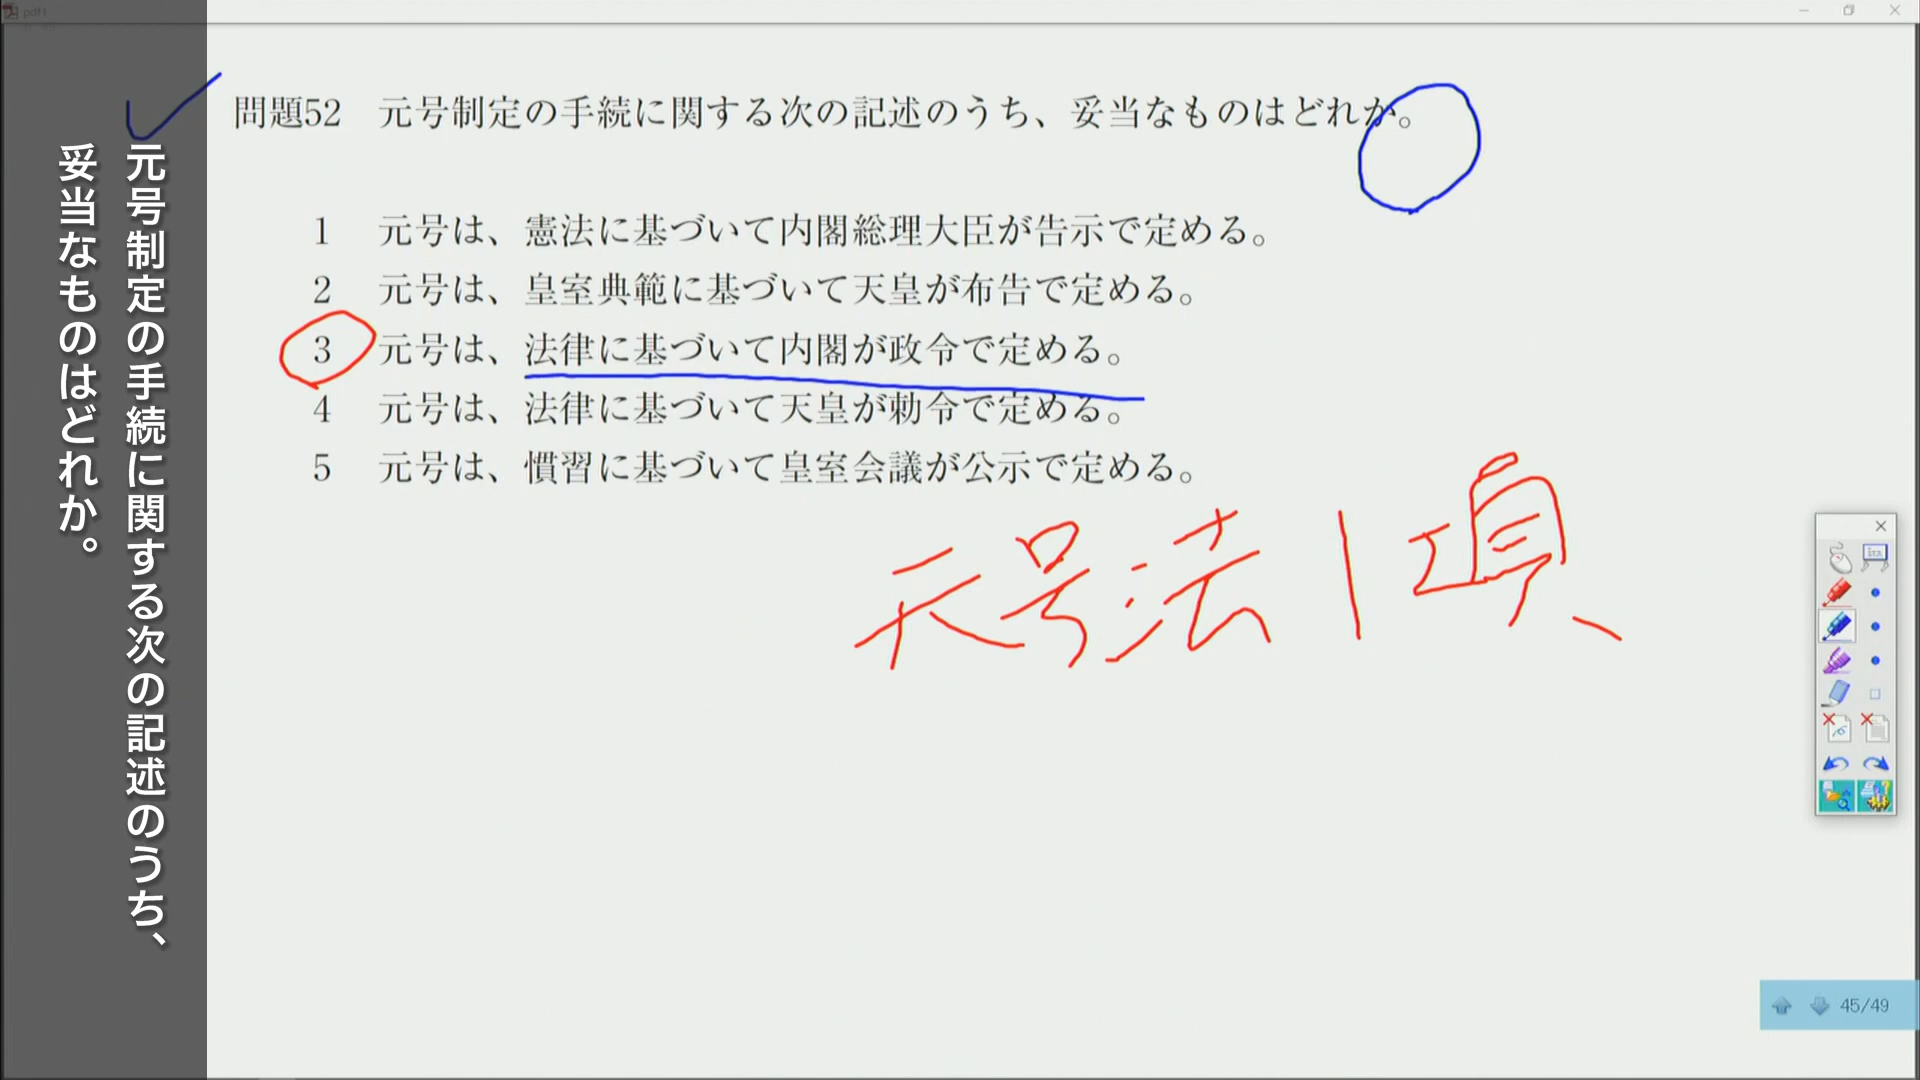 pdf1
元号制定の手続に関する次の記述のうち、
妥当なものはどれか。
問題52 元号制定の手続に関する次の記述のうち、妥当なものはどれか。
1 元号は、憲法に基づいて内閣総理大臣が告示で定める。
2 元号は、皇室典範に基づいて天皇が布告で定める。
3 元号は、法律に基づいて内閣が政令で定める。
4 元号は、法律に基づいて天皇が勅令で定める。
5 元号は、慣習に基づいて皇室会議が公示で定める。
元号法1項
45/49